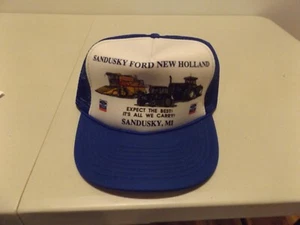 SANDUSKY FORD NEW HOLLAND
EXPECT THE BEST!
IT'S ALL WE CARRY!
SANDUSKY, MI